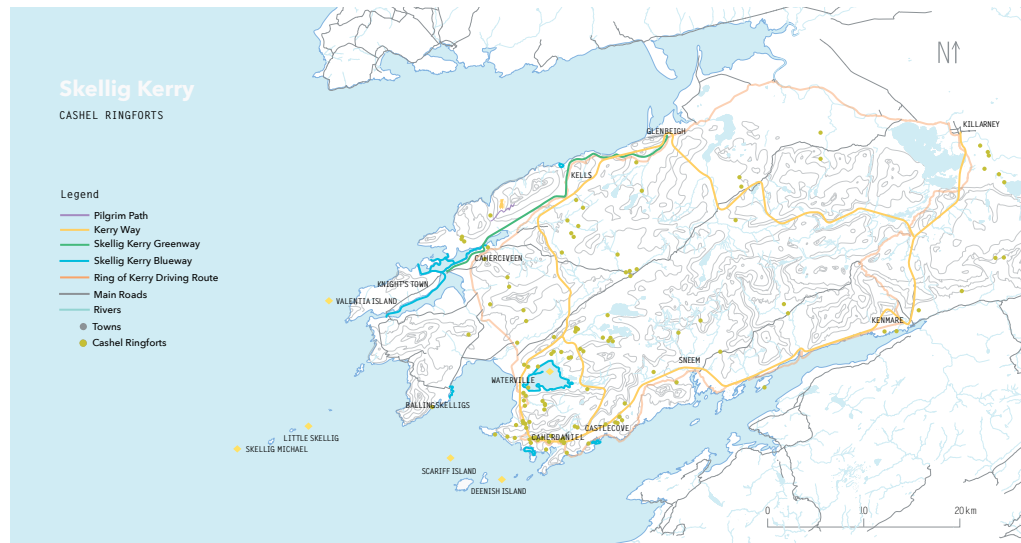 Skellig Kerry
CASHEL RINGFORTS
N↑
Legend
Pilgrim Path
Kerry Way
Skellig Kerry Greenway
Skellig Kerry Blueway
Ring of Kerry Driving Route
Main Roads
Rivers
Towns
Cashel Ringforts
KILLARNEY
GLENBEIGH
KELLS
CAHERCIVEEN
KNIGHT'S TOWN
VALENTIA ISLAND
KENMARE
SNEEM
WATERVILLE
BALLINGSKELLIGS
CASTLECOVE
CAHERDANIEL
LITTLE SKELLIG
SKELLIG MICHAEL
SCARIFF ISLAND
DEENISH ISLAND
0 10 20km